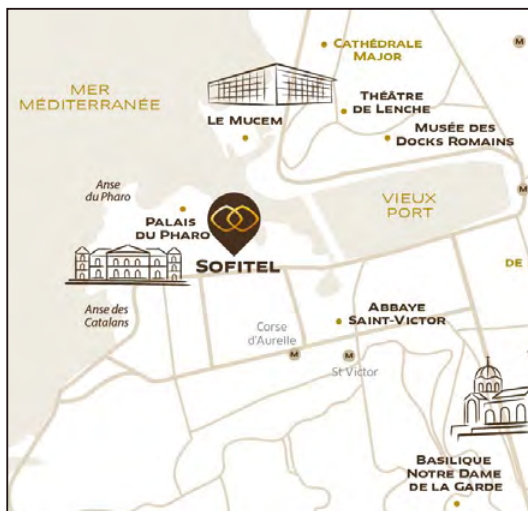 CATHÉDRALE
MAJOR
M
MER
MÉDITERRANÉE
THÉÂTRE
DE LENCHE
LE MUCEM
MUSÉE DES
DOCKS ROMAINS
Anse
du Pharo
M
VIEUX
PORT
PALAIS
DU PHARO
SOFITEL
DE
Anse des
Catalans
ABBAYE
SAINT-VICTOR
Corse
d'Aurelle
M
M
St Victor
BASILIQUE
NOTRE DAME
DE LA GARDE